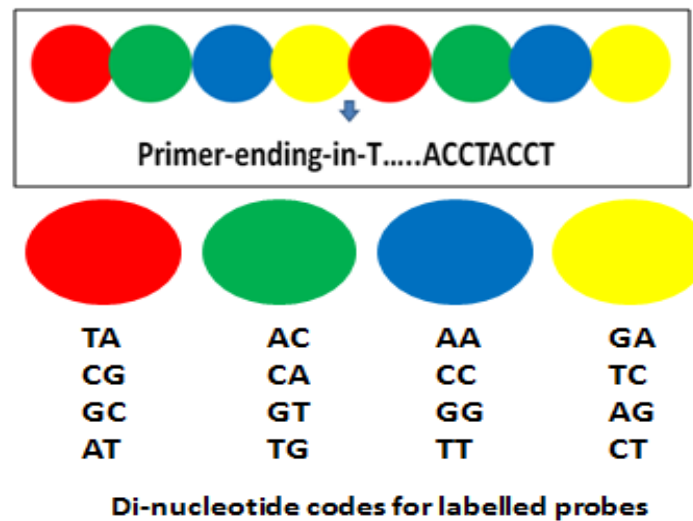 Primer-ending-in-T.....ACCTACCT
TA AC AA GA
CG CA CC TC
GC GT GG AG
AT TG TT CT
Di-nucleotide codes for labelled probes